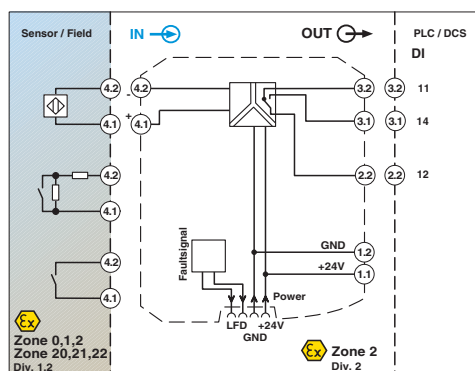 Sensor / Field
IN
OUT
PLC / DCS
DI
4.2
4.2
-
3.2
3.2
11
4.1
+
4.1
3.1
3.1
14
4.2
2.2
2.2
12
4.1
Faultsignal
GND
1.2
4.2
+24V
1.1
4.1
Power
LFD
+24V
GND
Ex
Zone 0,1,2
Zone 20,21,22
Div. 1,2
Ex
Zone 2
Div. 2